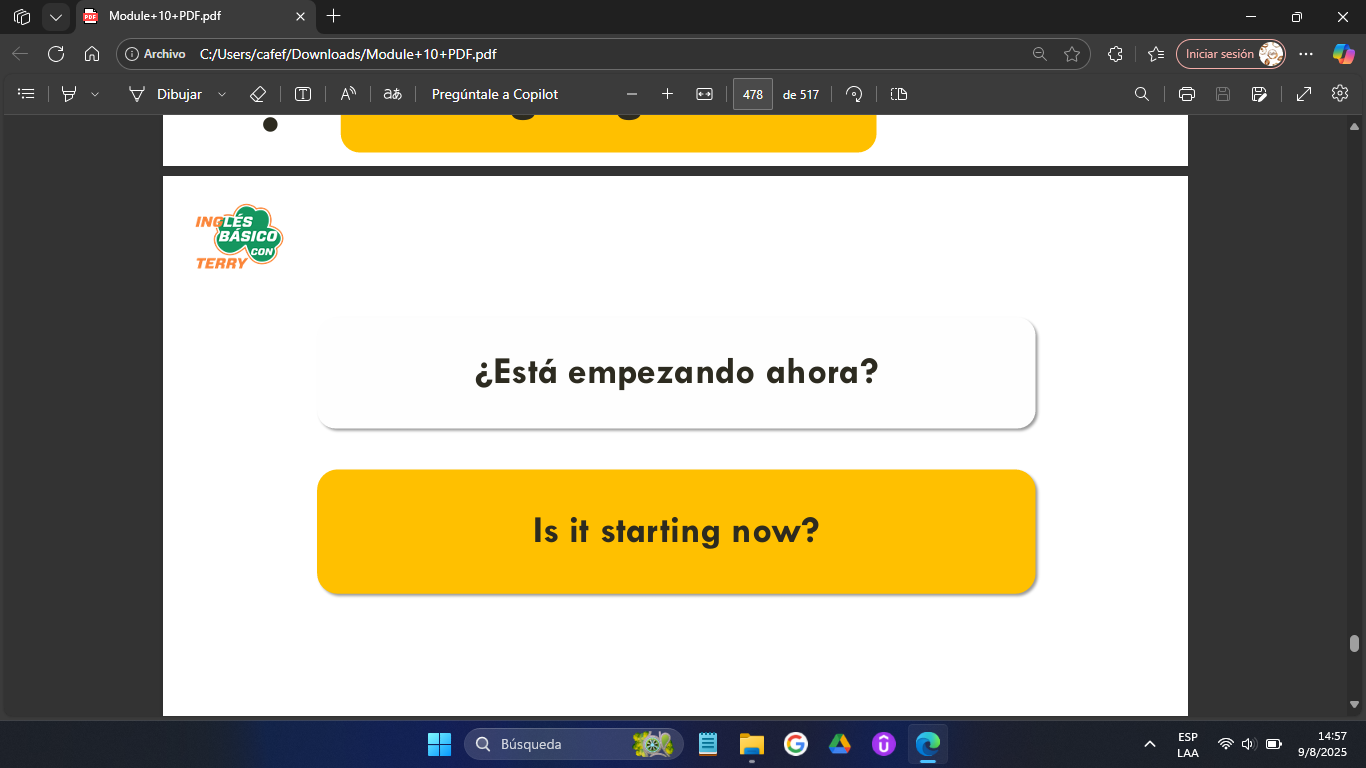 Module+10+PDF.pdf
Archivo C:/Users/cafef/Downloads/Module+10+PDF.pdf
Iniciar sesión
Dibujar
Pregúntale a Copilot
478 de 517
INGLÉS
BÁSICO
CON
TERRY
¿Está empezando ahora?
Is it starting now?
Búsqueda
ESP
LAA
14:57
9/8/2025